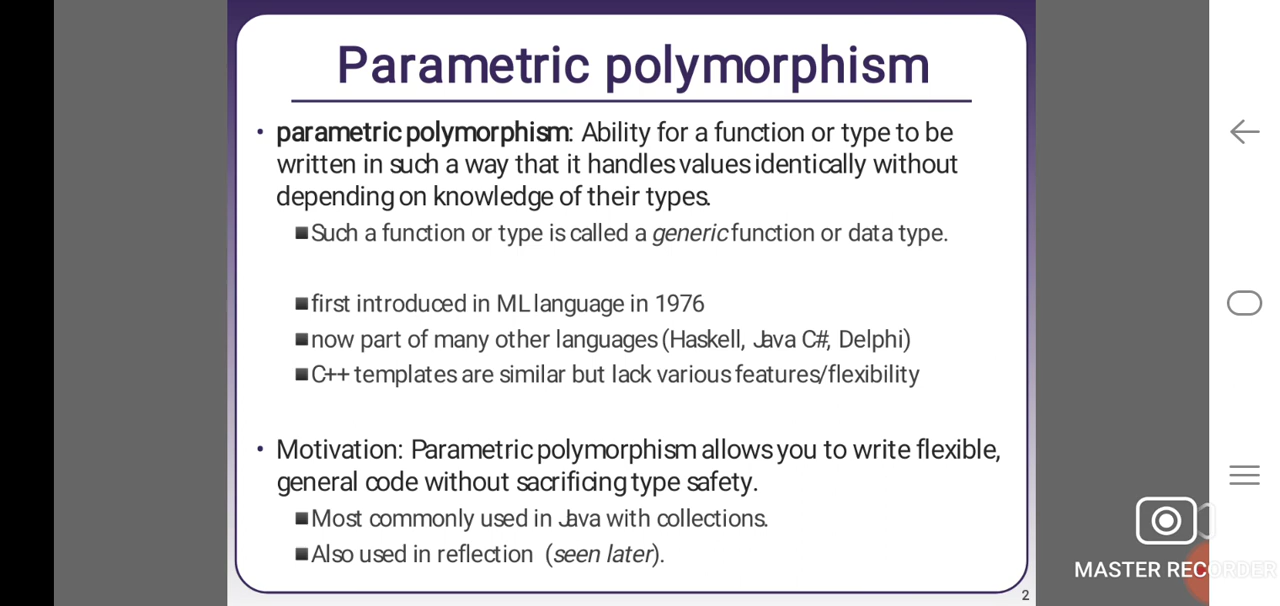 Parametric polymorphism
• parametric polymorphism: Ability for a function or type to be
written in such a way that it handles values identically without
depending on knowledge of their types.
■Such a function or type is called a generic function or data type.
■first introduced in ML language in 1976
■now part of many other languages (Haskell, Java C#, Delphi)
■C++ templates are similar but lack various features/flexibility
• Motivation: Parametric polymorphism allows you to write flexible,
general code without sacrificing type safety.
■Most commonly used in Java with collections.
■Also used in reflection (seen later).
2
MASTER RECORDER